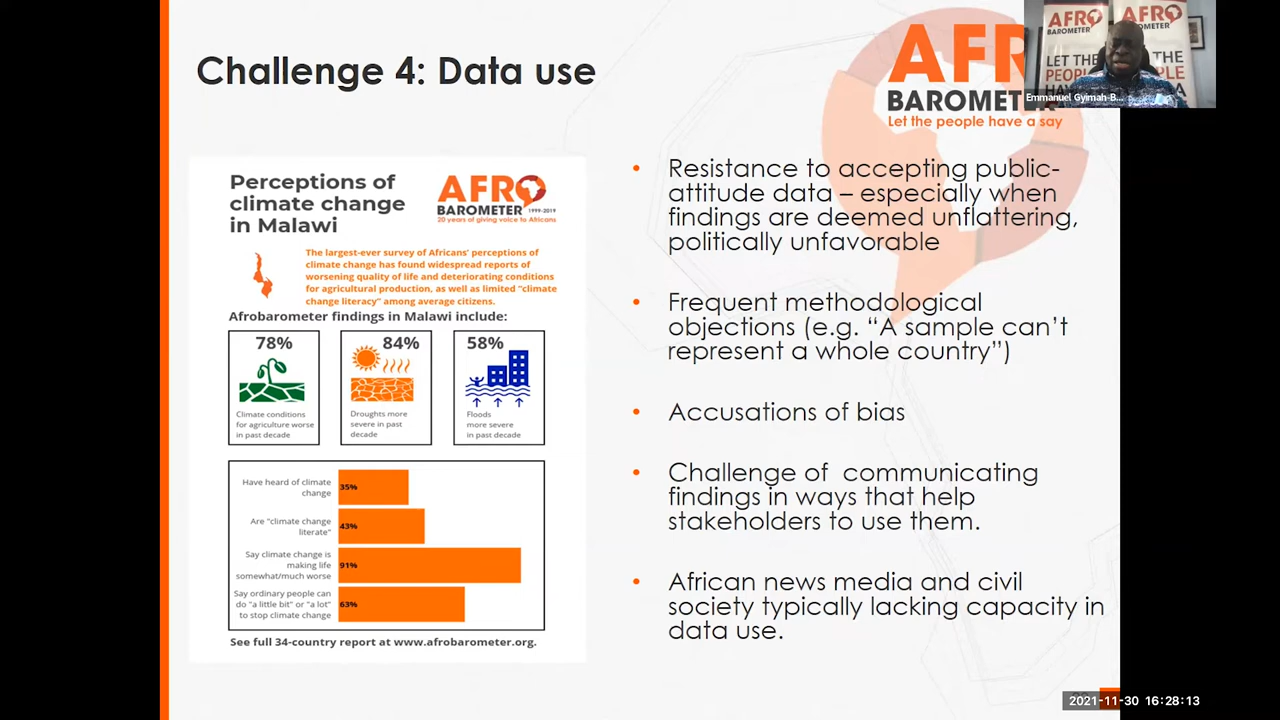 Challenge 4: Data use
AFR
BAROMETE
Let the people have a say
AFRO
BAROMETER
LET THE
PEOPLE
Emmanuel Gyimah-B...
Perceptions of
climate change
in Malawi
AFRO
BAROMETER 1999-2019
20 years of giving voice to Africans
The largest-ever survey of Africans' perceptions of
climate change has found widespread reports of
worsening quality of life and deteriorating conditions
for agricultural production, as well as limited "climate
change literacy" among average citizens.
Afrobarometer findings in Malawi include:
78%
Climate conditions
for agriculture worse
in past decade
84%
Droughts more
severe in past
decade
58%
Floods
more severe
in past decade
Have heard of climate
change
35%
Are "climate change
literate"
43%
Say climate change is
making life
somewhat/much worse
91%
Say ordinary people can
do "a little bit" or "a lot"
to stop climate change
63%
See full 34-country report at www.afrobarometer.org.
• Resistance to accepting public-
attitude data – especially when
findings are deemed unflattering,
politically unfavorable
• Frequent methodological
objections (e.g. “A sample can’t
represent a whole country”)
• Accusations of bias
• Challenge of  communicating
findings in ways that help
stakeholders to use them.
• African news media and civil
society typically lacking capacity in
data use.
2021-11-30 16:28:13